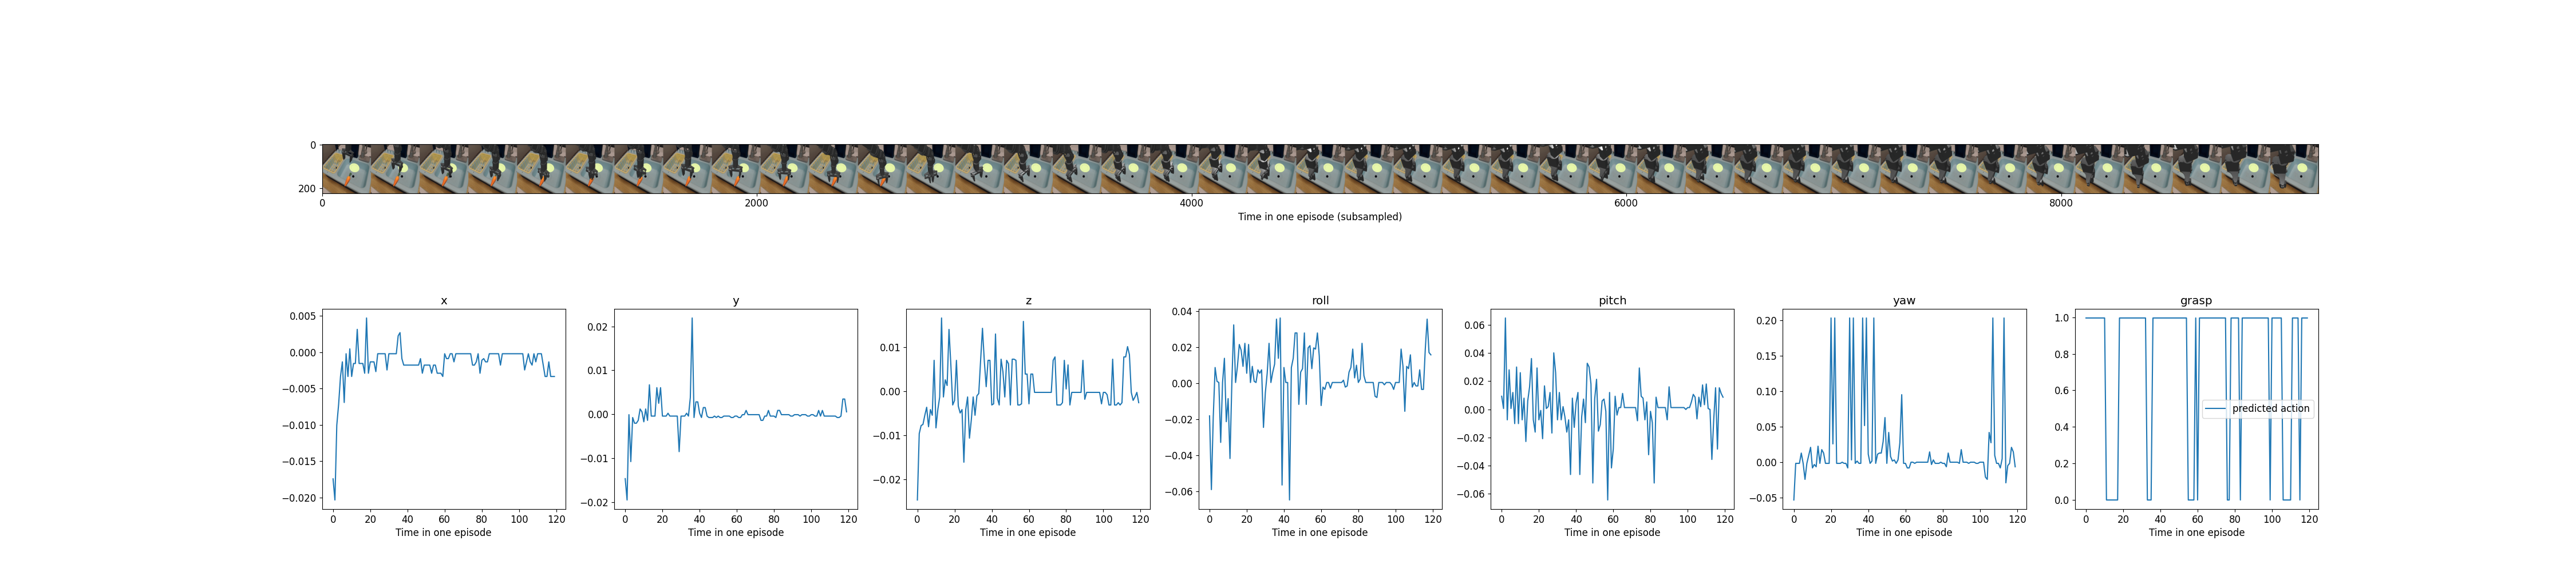 0
200
0 2000 4000 6000 8000
Time in one episode (subsampled)
x
0.005
0.000
−0.005
−0.010
−0.015
−0.020
0 20 40 60 80 100 120
Time in one episode
y
0.02
0.01
0.00
−0.01
−0.02
0 20 40 60 80 100 120
Time in one episode
z
0.01
0.00
−0.01
−0.02
0 20 40 60 80 100 120
Time in one episode
roll
0.04
0.02
0.00
−0.02
−0.04
−0.06
0 20 40 60 80 100 120
Time in one episode
pitch
0.06
0.04
0.02
0.00
−0.02
−0.04
−0.06
0 20 40 60 80 100 120
Time in one episode
yaw
0.20
0.15
0.10
0.05
0.00
−0.05
0 20 40 60 80 100 120
Time in one episode
grasp
1.0
0.8
0.6
0.4
0.2
0.0
predicted action
0 20 40 60 80 100 120
Time in one episode